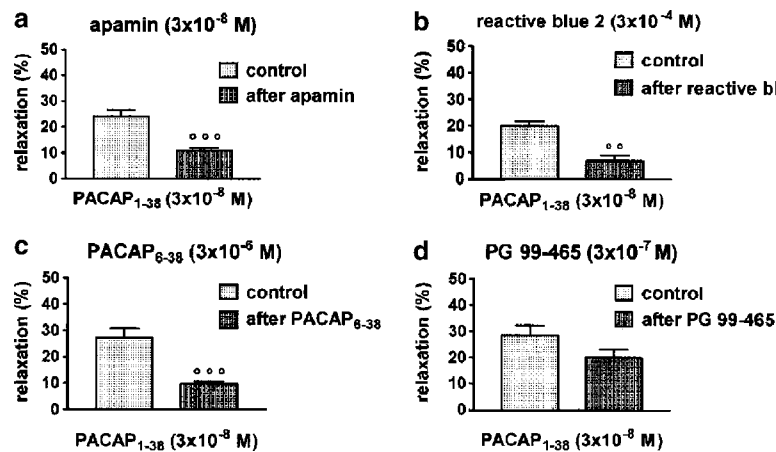 a
apamin (3x10⁻⁸ M)
relaxation (%)
50
40
30
20
10
0
control
after apamin
° ° °
PACAP₁₋₃₈ (3x10⁻⁸ M)
b
reactive blue 2 (3x10⁻⁴ M)
relaxation (%)
50
40
30
20
10
0
control
after reactive bl
° °
PACAP₁₋₃₈ (3x10⁻⁸ M)
c
PACAP₆₋₃₈ (3x10⁻⁶ M)
relaxation (%)
50
40
30
20
10
0
control
after PACAP₆₋₃₈
° ° °
PACAP₁₋₃₈ (3x10⁻⁸ M)
d
PG 99-465 (3x10⁻⁷ M)
relaxation (%)
50
40
30
20
10
0
control
after PG 99-465
PACAP₁₋₃₈ (3x10⁻⁸ M)